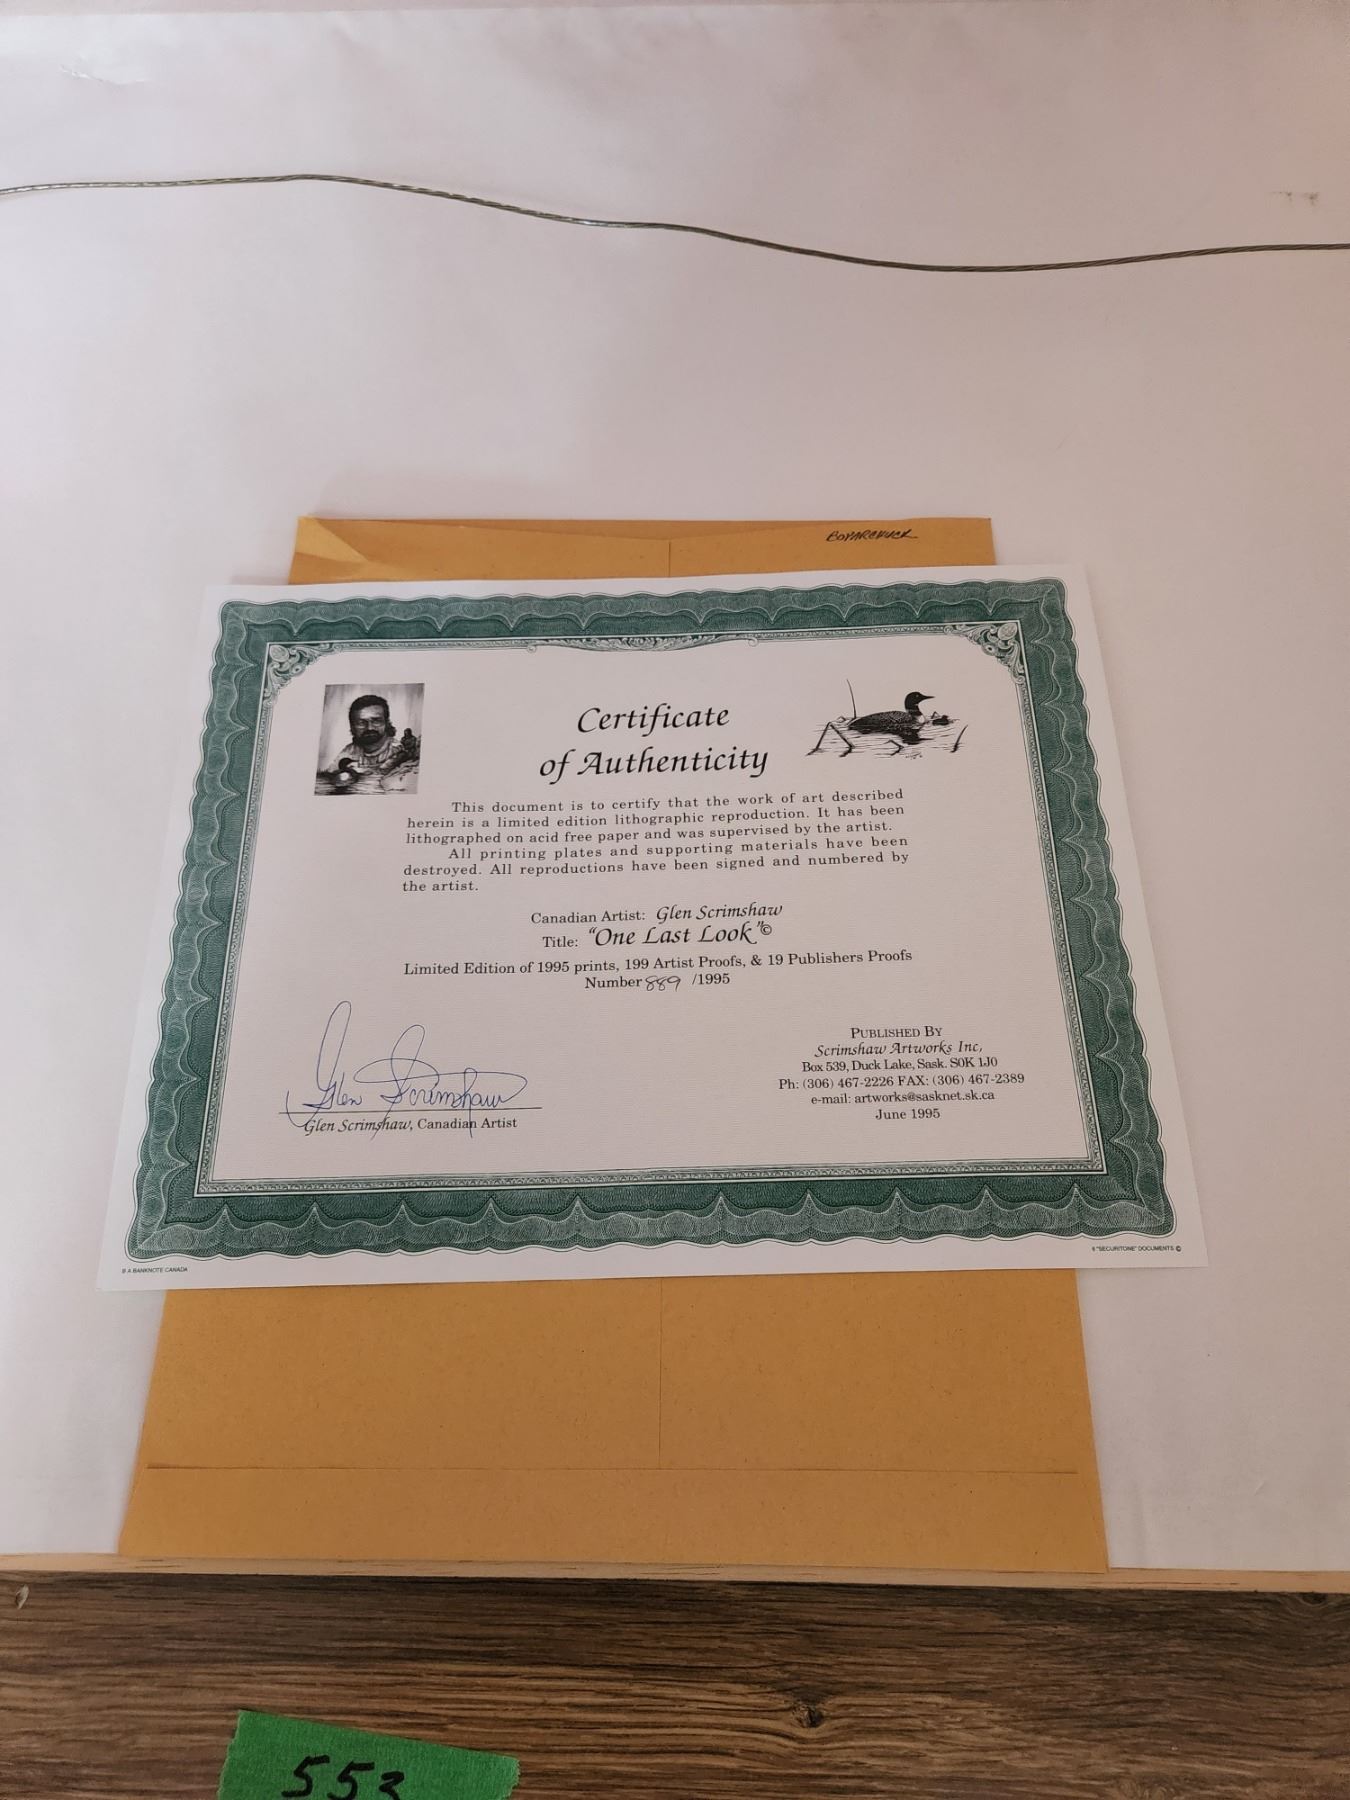 Certificate
of Authenticity
This document is to certify that the work of art described
herein is a limited edition lithographic reproduction. It has been
lithographed on acid free paper and was supervised by the artist.
All printing plates and supporting materials have been
destroyed. All reproductions have been signed and numbered by
the artist.
Canadian Artist: Glen Scrimshaw
Title: "One Last Look"©
Limited Edition of 1995 prints, 199 Artist Proofs, & 19 Publishers Proofs
Number 889 /1995
Glen Scrimshaw
Glen Scrimshaw, Canadian Artist
PUBLISHED BY
Scrimshaw Artworks Inc,
Box 539, Duck Lake, Sask. S0K 1J0
Ph: (306) 467-2226 FAX: (306) 467-2389
e-mail: artworks@sasknet.sk.ca
June 1995
B A BANKNOTE CANADA
"SECURITONE" DOCUMENTS ©
553